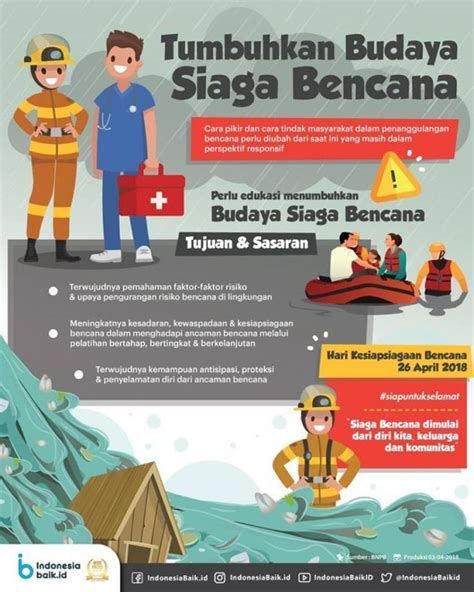 Tumbuhkan Budaya
Siaga Bencana
Cara pikir dan cara tindak masyarakat dalam penanggulangan
bencana perlu diubah dari saat ini yang masih dalam
perspektif responsif
Perlu edukasi menumbuhkan
Budaya Siaga Bencana
Tujuan & Sasaran
Terwujudnya pemahaman faktor-faktor risiko
& upaya pengurangan risiko bencana di lingkungan
Meningkatnya kesadaran, kewaspadaan & kesiapsiagaan
bencana dalam menghadapi ancaman bencana melalui
pelatihan bertahap, bertingkat & berkelanjutan
Terwujudnya kemampuan antisipasi, proteksi
& penyelamatan diri dari ancaman bencana
Hari Kesiapsiagaan Bencana
26 April 2018
#siapuntukselamat
"Siaga Bencana dimulai
dari diri kita, keluarga
dan komunitas"
Sumber : BNPB
Produksi 03-04-2018
Indonesia
baik.id
IndonesiaBaik.id
IndonesiaBaik.id
IndonesiaBaikID
@IndonesiaBaikid